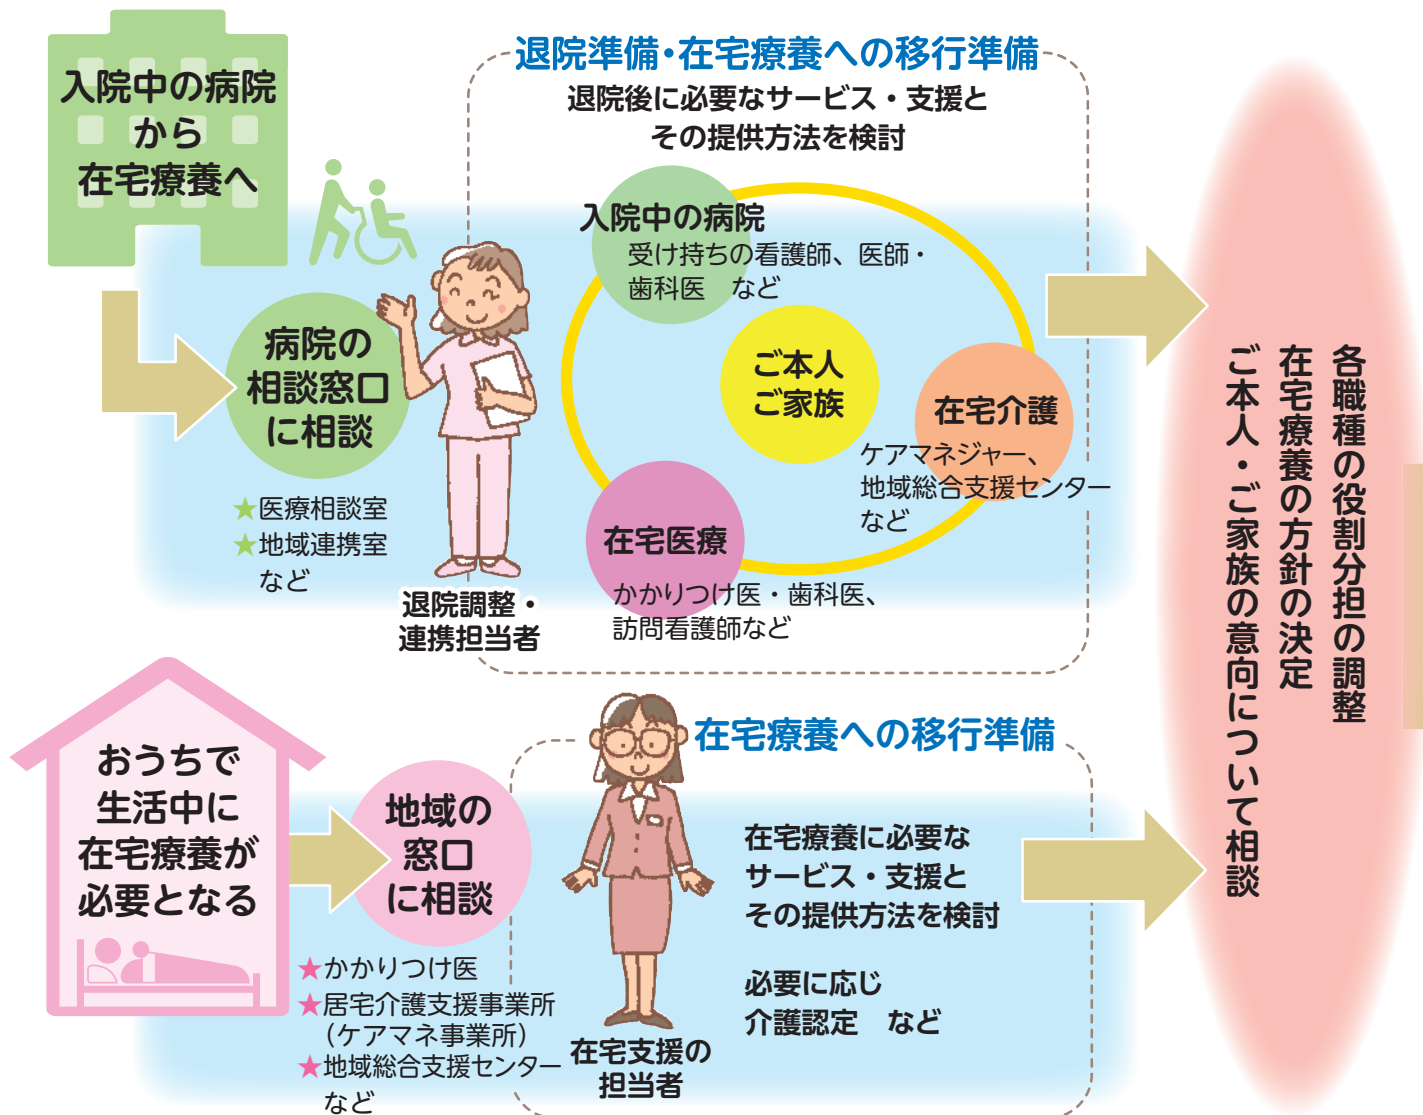 入院中の病院
から
在宅療養へ
病院の
相談窓口
に相談
★医療相談室
★地域連携室
など
退院調整・
連携担当者
退院準備・在宅療養への移行準備
退院後に必要なサービス・支援と
その提供方法を検討
入院中の病院
受け持ちの看護師、医師・
歯科医　など
ご本人
ご家族
在宅介護
ケアマネジャー、
地域総合支援センター
など
在宅医療
かかりつけ医・歯科医、
訪問看護師など
おうちで
生活中に
在宅療養が
必要となる
地域の
窓口
に相談
★かかりつけ医
★居宅介護支援事業所
（ケアマネ事業所）
★地域総合支援センター
など
在宅支援の
担当者
在宅療養への移行準備
在宅療養に必要な
サービス・支援と
その提供方法を検討
必要に応じ
介護認定　など
各職種の役割分担の調整
在宅療養の方針の決定
ご本人・ご家族の意向について相談